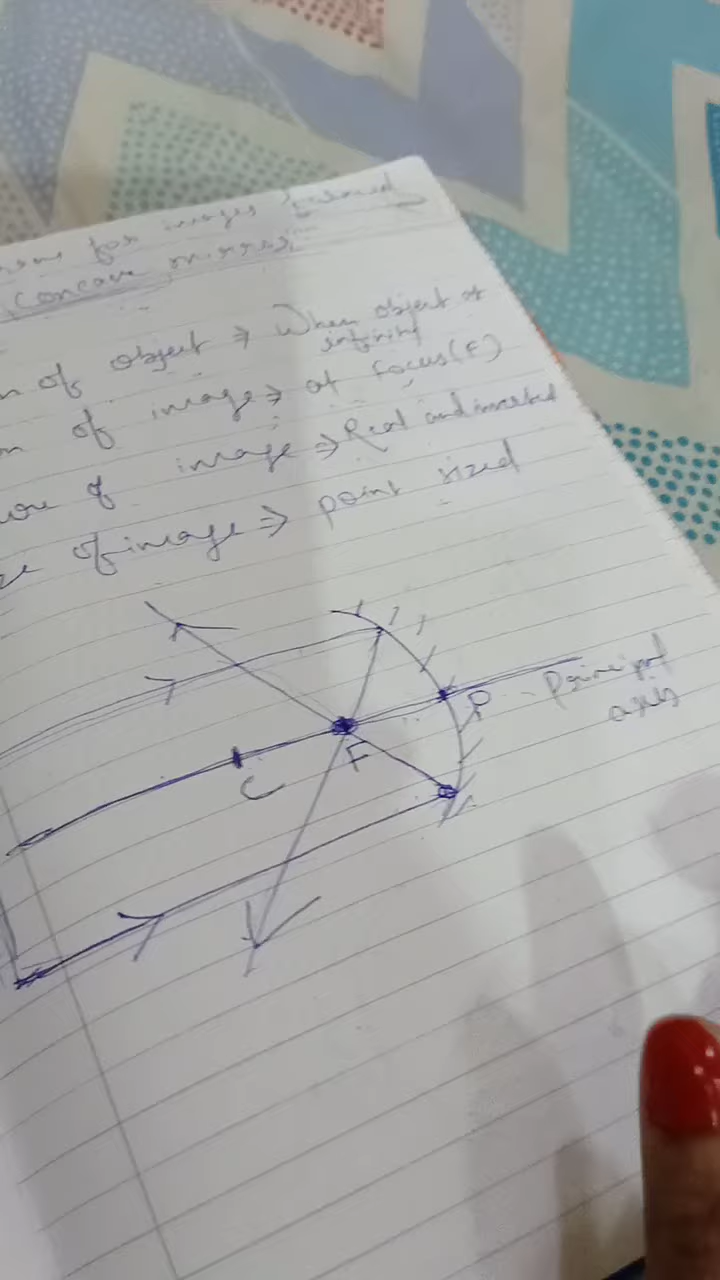 for images formed
Concave mirror
of object ⇒ When object at
infinity
of image ⇒ at focus (F)
of image ⇒ Real and inverted
of image ⇒ point sized
P - Principal
axis
F
C